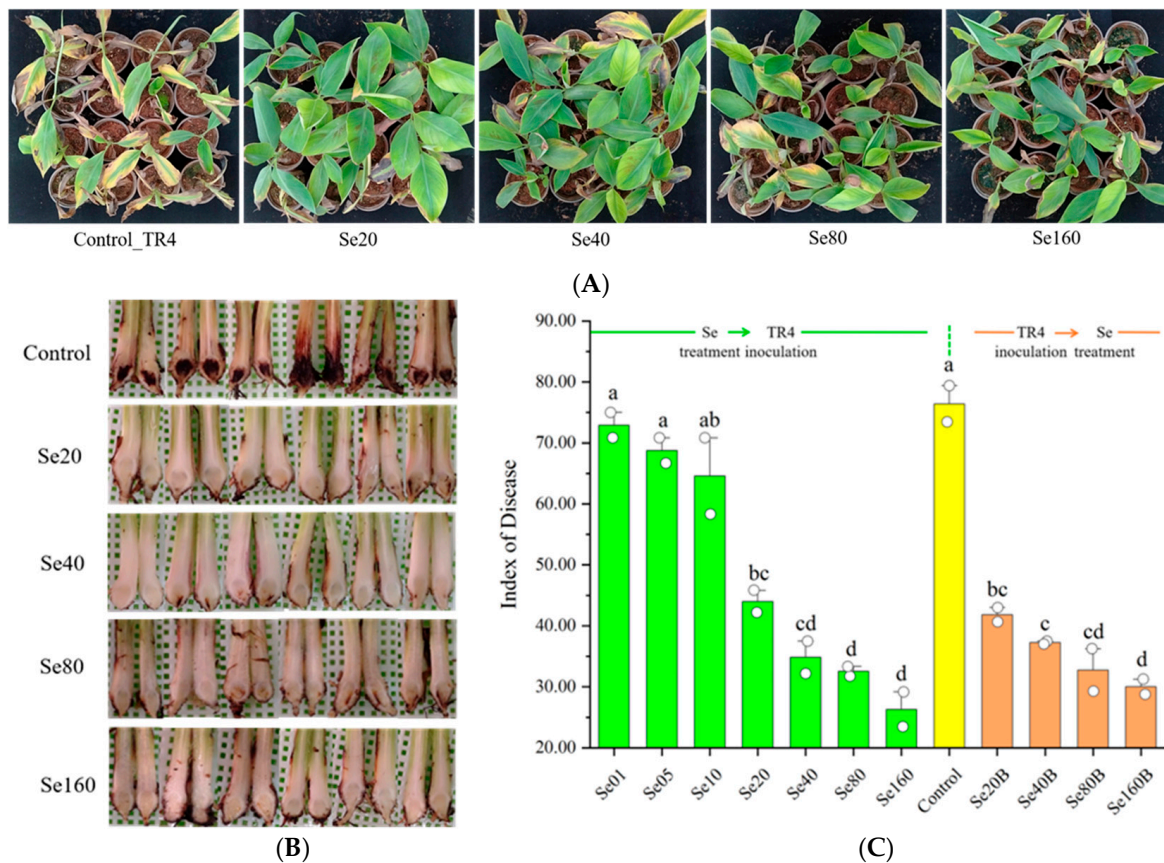 Control_TR4
Se20
Se40
Se80
Se160
(A)
Control
Se20
Se40
Se80
Se160
(B)
90.00
80.00
70.00
60.00
50.00
40.00
30.00
20.00
Index of Disease
Se → TR4
treatment inoculation
TR4 → Se
inoculation treatment
a
a
ab
bc
cd
d
d
a
bc
c
cd
d
Se01
Se05
Se10
Se20
Se40
Se80
Se160
Control
Se20B
Se40B
Se80B
Se160B
(C)